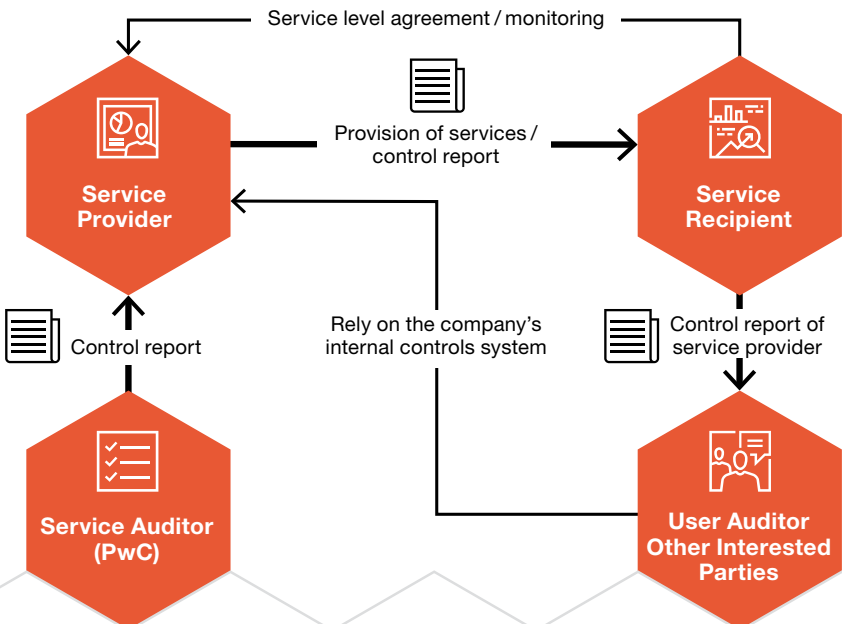 Service level agreement / monitoring
Provision of services /
control report
Service
Provider
Service
Recipient
Control report
Rely on the company's
internal controls system
Control report of
service provider
Service Auditor
(PwC)
User Auditor
Other Interested
Parties